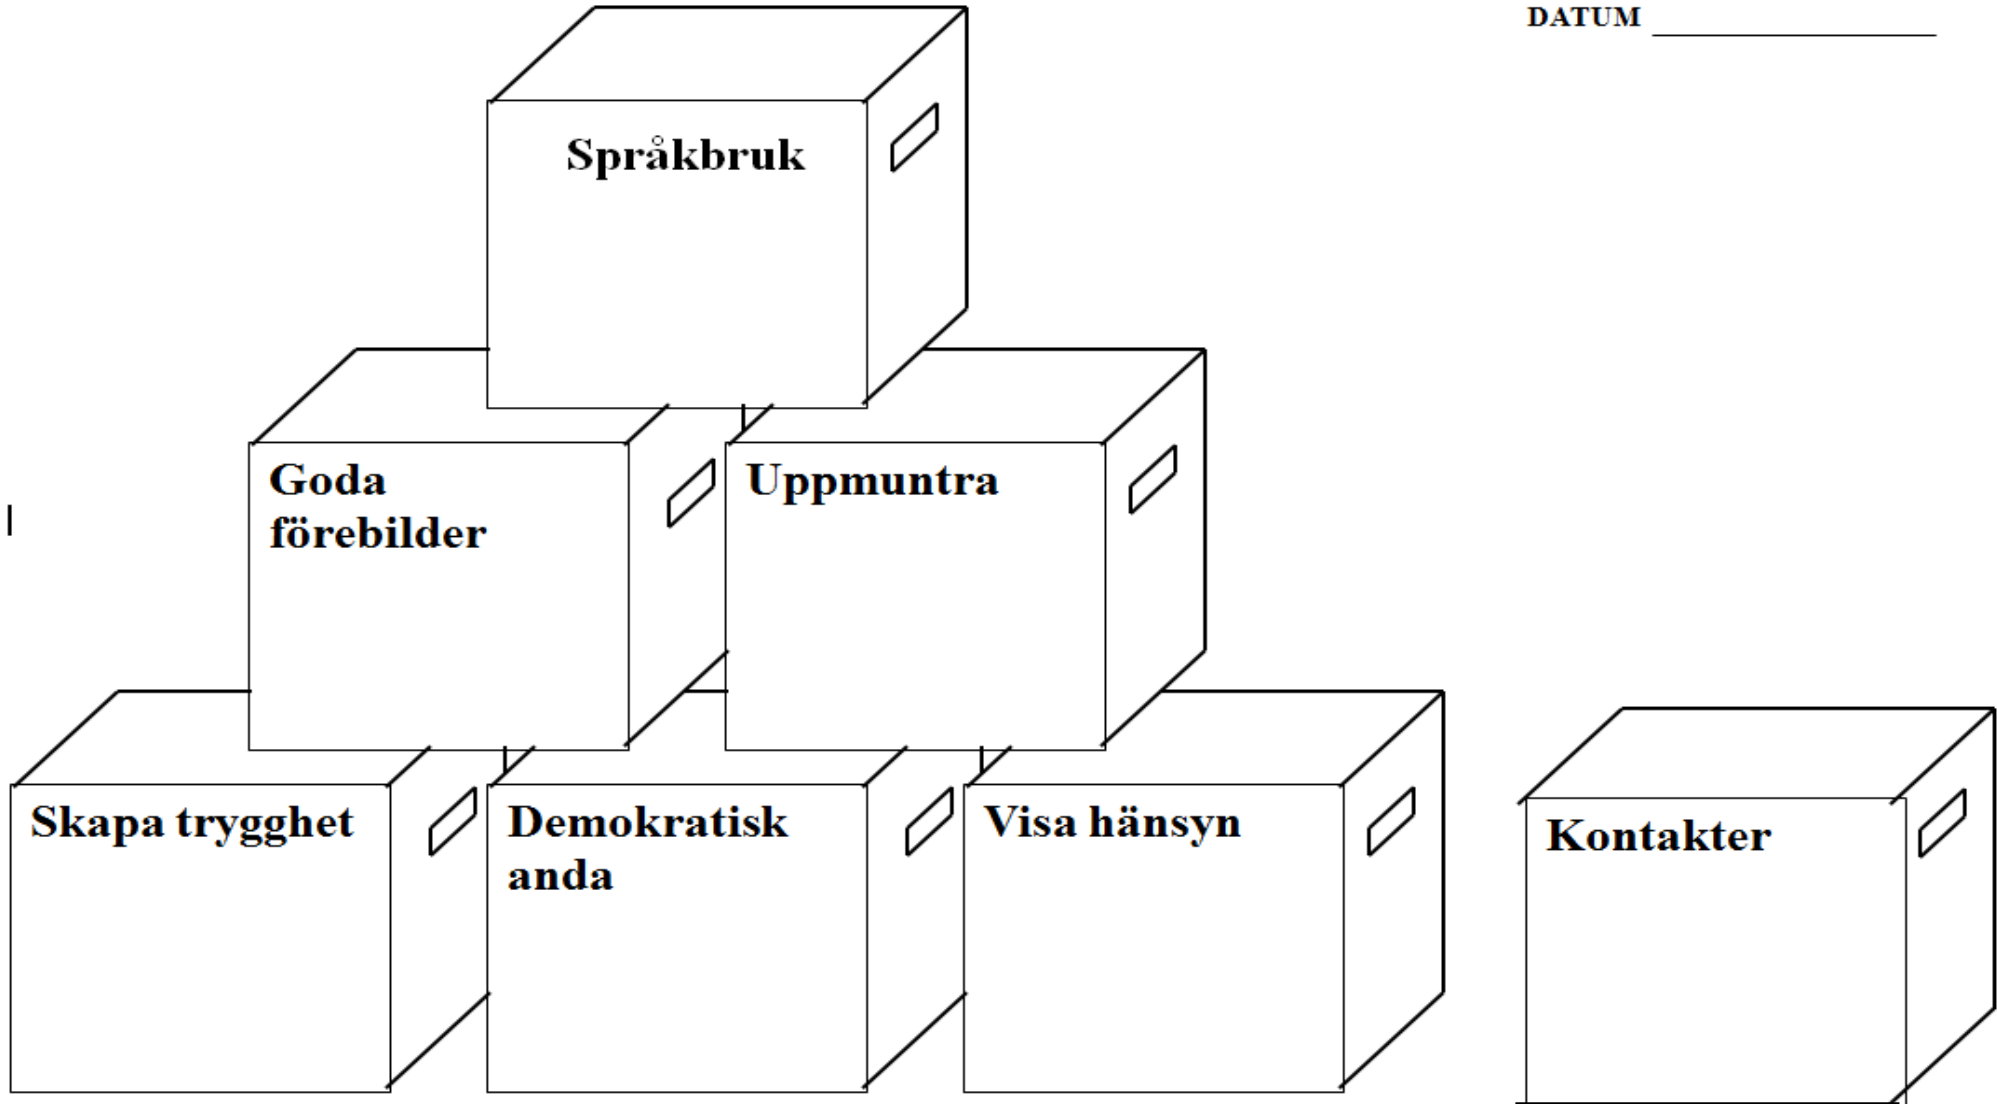 DATUM
Språkbruk
Goda
förebilder
Uppmuntra
Skapa trygghet
Demokratisk
anda
Visa hänsyn
Kontakter